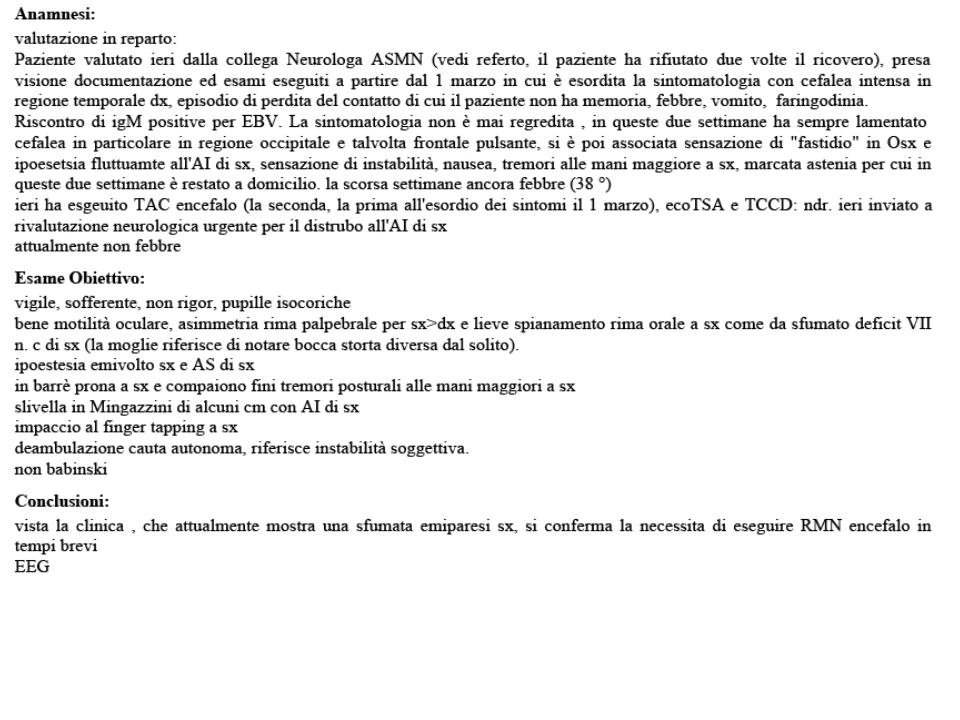 Anamnesi:
valutazione in reparto:
Paziente valutato ieri dalla collega Neurologa ASMN (vedi referto, il paziente ha rifiutato due volte il ricovero), presa
visione documentazione ed esami eseguiti a partire dal 1 marzo in cui è esordita la sintomatologia con cefalea intensa in
regione temporale dx, episodio di perdita del contatto di cui il paziente non ha memoria, febbre, vomito, faringodinia.
Riscontro di igM positive per EBV. La sintomatologia non è mai regredita , in queste due settimane ha sempre lamentato
cefalea in particolare in regione occipitale e talvolta frontale pulsante, si è poi associata sensazione di "fastidio" in Osx e
ipoesetsia fluttuamte all'AI di sx, sensazione di instabilità, nausea, tremori alle mani maggiore a sx, marcata astenia per cui in
queste due settimane è restato a domicilio. la scorsa settimane ancora febbre (38 °)
ieri ha esgeuito TAC encefalo (la seconda, la prima all'esordio dei sintomi il 1 marzo), ecoTSA e TCCD: ndr. ieri inviato a
rivalutazione neurologica urgente per il distrubo all'AI di sx
attualmente non febbre
Esame Obiettivo:
vigile, sofferente, non rigor, pupille isocoriche
bene motilità oculare, asimmetria rima palpebrale per sx>dx e lieve spianamento rima orale a sx come da sfumato deficit VII
n. c di sx (la moglie riferisce di notare bocca storta diversa dal solito).
ipoestesia emivolto sx e AS di sx
in barrè prona a sx e compaiono fini tremori posturali alle mani maggiori a sx
slivella in Mingazzini di alcuni cm con AI di sx
impaccio al finger tapping a sx
deambulazione cauta autonoma, riferisce instabilità soggettiva.
non babinski
Conclusioni:
vista la clinica , che attualmente mostra una sfumata emiparesi sx, si conferma la necessita di eseguire RMN encefalo in
tempi brevi
EEG